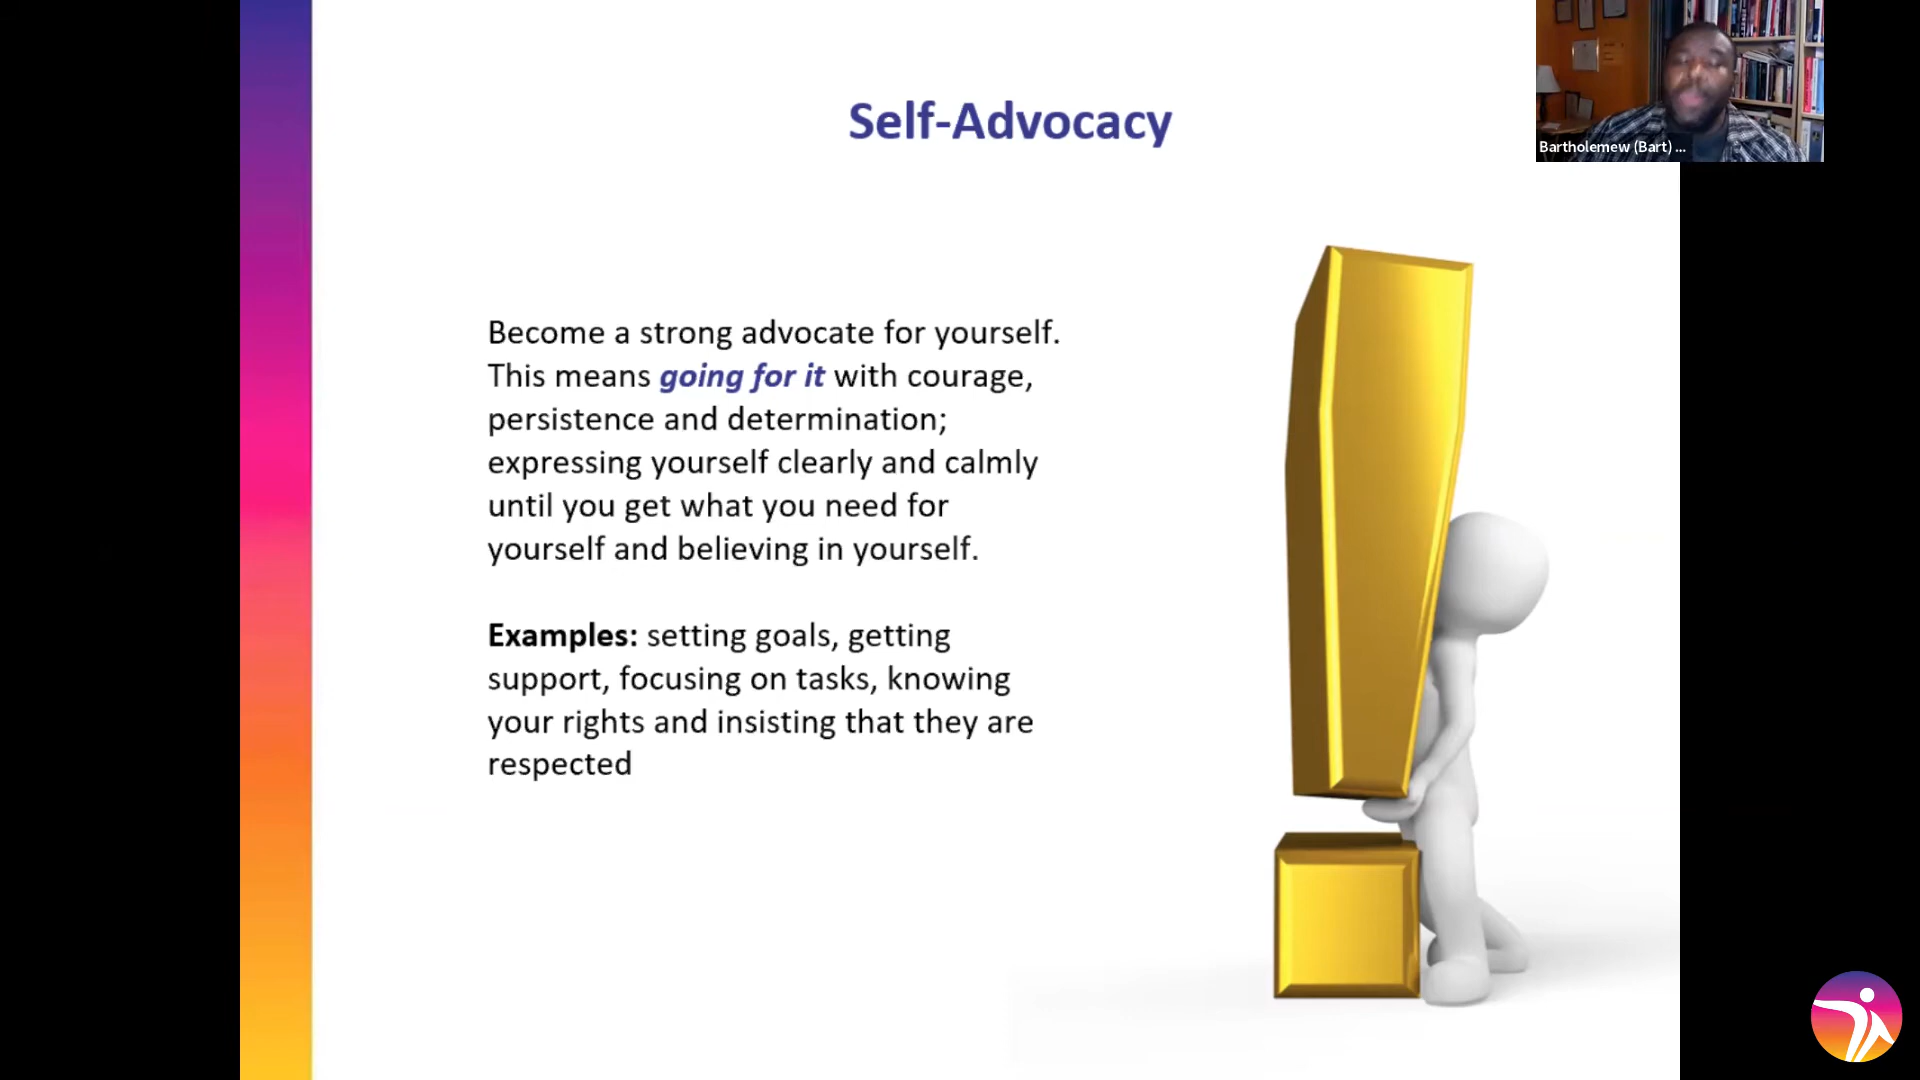 Self-Advocacy
Bartholemew (Bart) ...
Become a strong advocate for yourself.
This means going for it with courage,
persistence and determination;
expressing yourself clearly and calmly
until you get what you need for
yourself and believing in yourself.
Examples: setting goals, getting
support, focusing on tasks, knowing
your rights and insisting that they are
respected